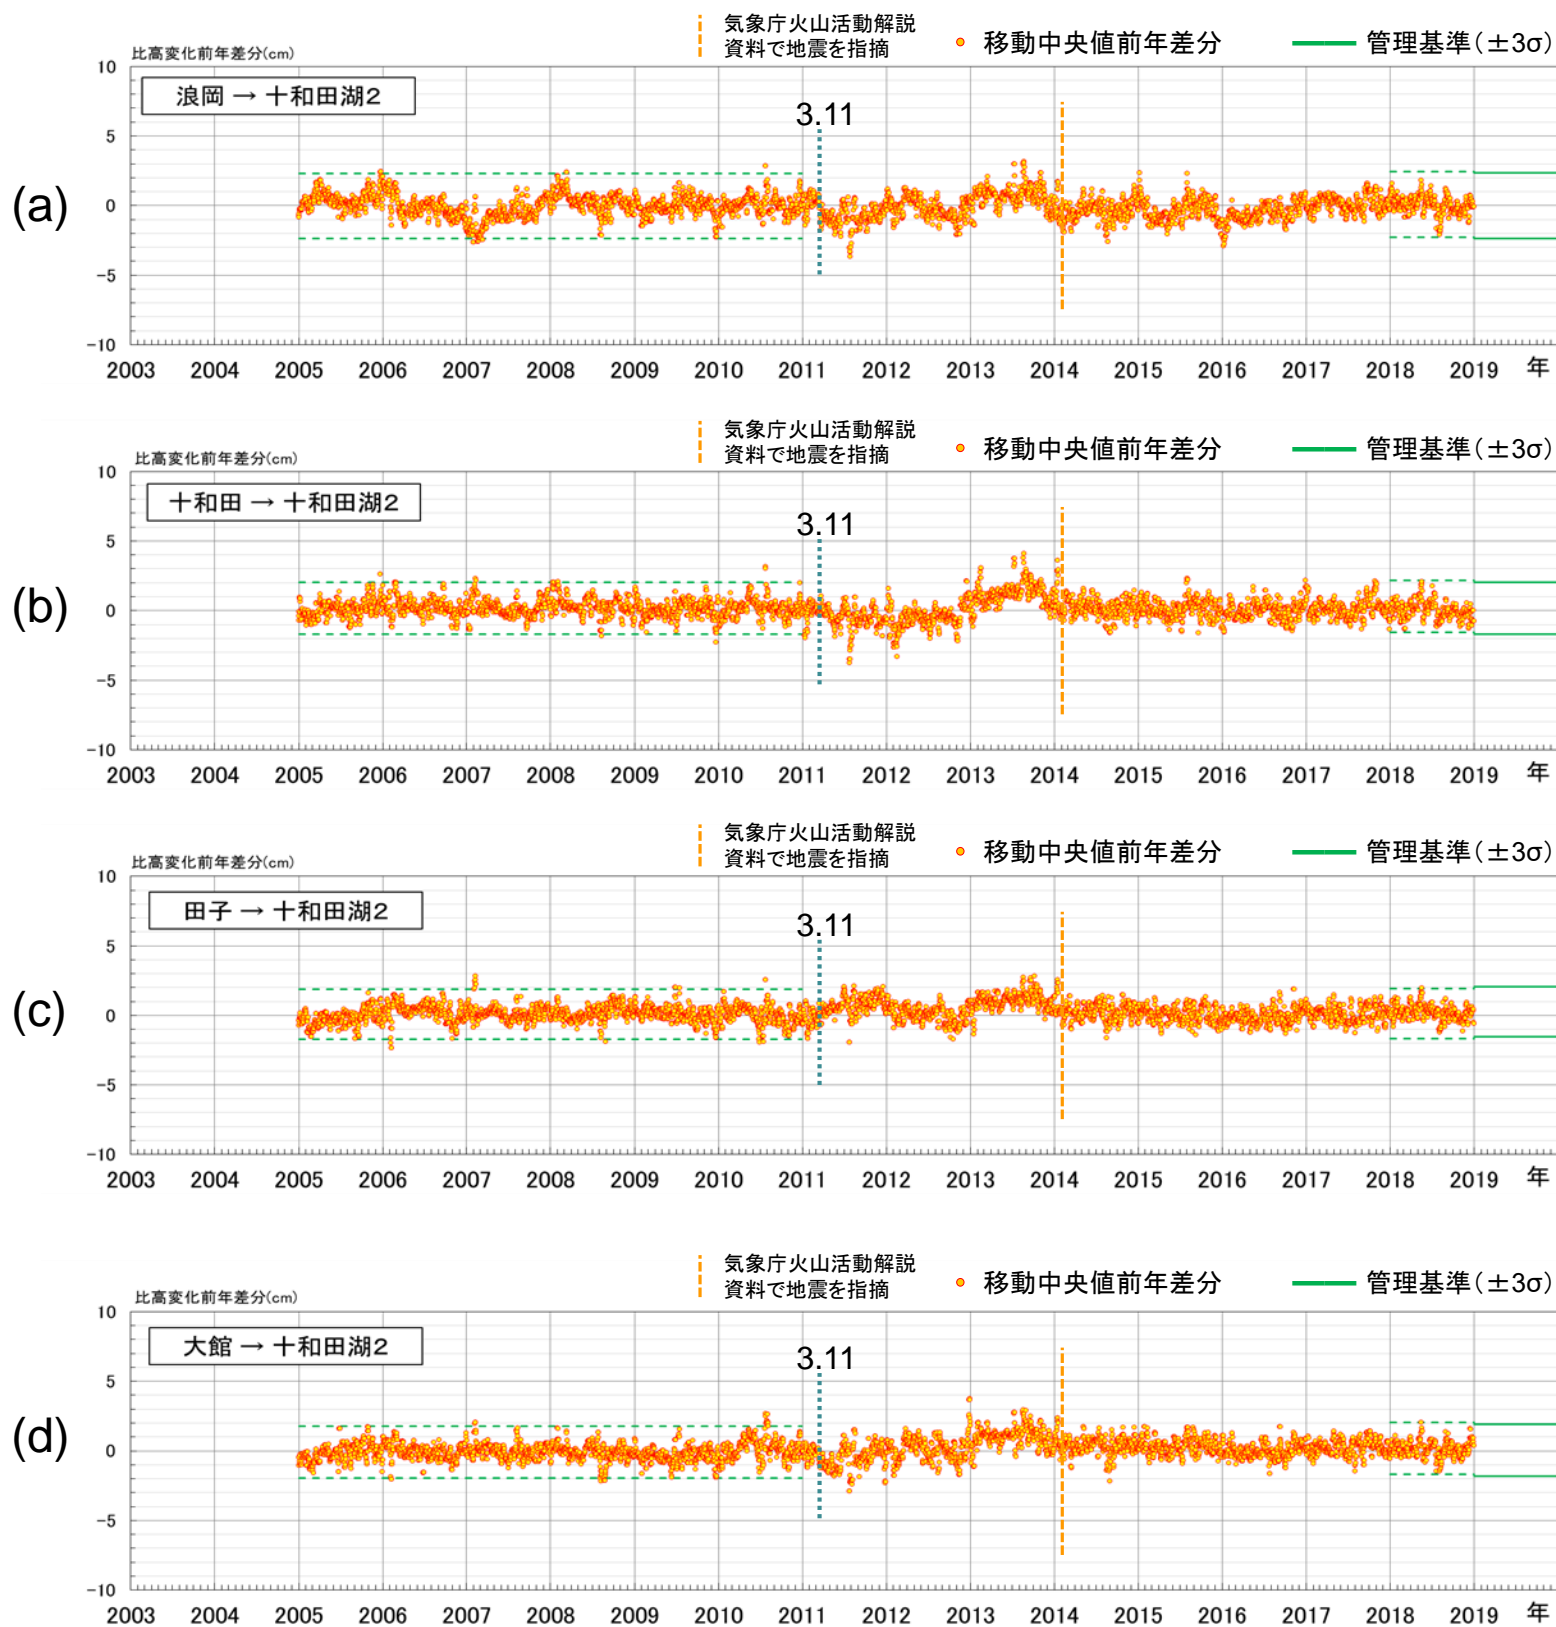 気象庁火山活動解説
資料で地震を指摘
移動中央値前年差分
管理基準(±3σ)
比高変化前年差分(cm)
浪岡 → 十和田湖2
3.11
(a)
10
5
0
-5
-10
2003 2004 2005 2006 2007 2008 2009 2010 2011 2012 2013 2014 2015 2016 2017 2018 2019 年
気象庁火山活動解説
資料で地震を指摘
移動中央値前年差分
管理基準(±3σ)
比高変化前年差分(cm)
十和田 → 十和田湖2
3.11
(b)
10
5
0
-5
-10
2003 2004 2005 2006 2007 2008 2009 2010 2011 2012 2013 2014 2015 2016 2017 2018 2019 年
気象庁火山活動解説
資料で地震を指摘
移動中央値前年差分
管理基準(±3σ)
比高変化前年差分(cm)
田子 → 十和田湖2
3.11
(c)
10
5
0
-5
-10
2003 2004 2005 2006 2007 2008 2009 2010 2011 2012 2013 2014 2015 2016 2017 2018 2019 年
気象庁火山活動解説
資料で地震を指摘
移動中央値前年差分
管理基準(±3σ)
比高変化前年差分(cm)
大館 → 十和田湖2
3.11
(d)
10
5
0
-5
-10
2003 2004 2005 2006 2007 2008 2009 2010 2011 2012 2013 2014 2015 2016 2017 2018 2019 年